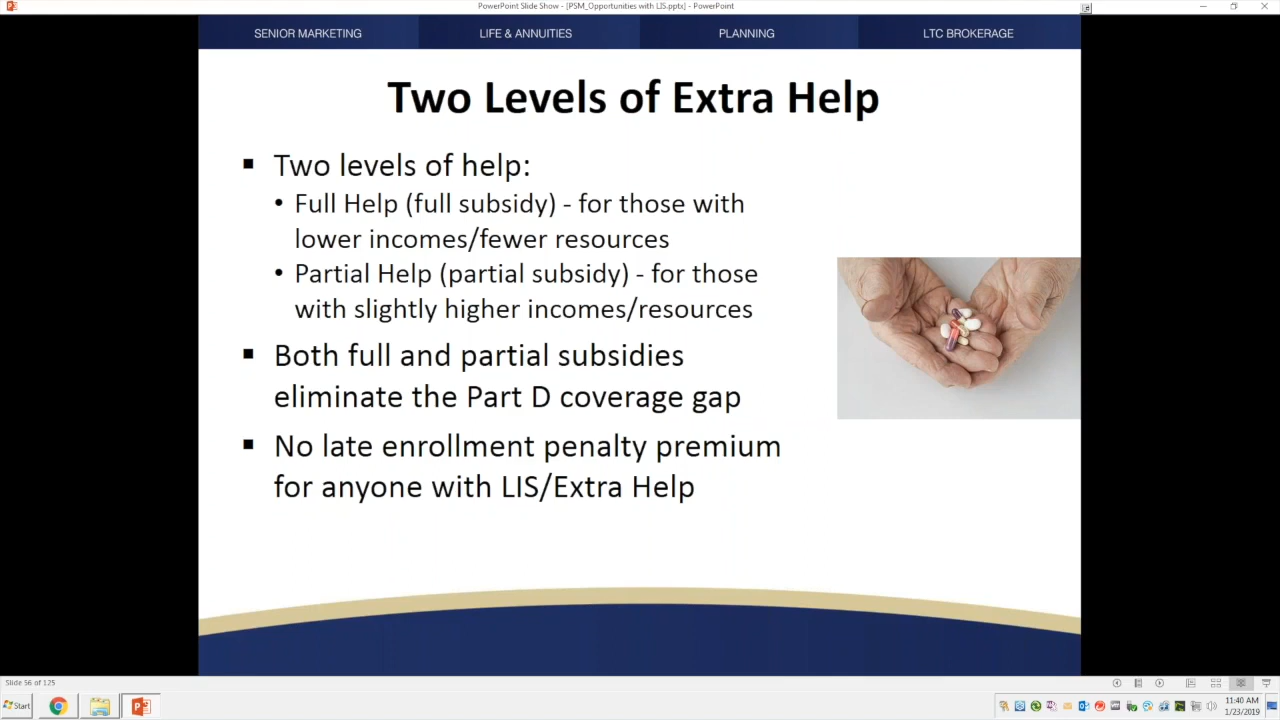 PowerPoint Slide Show - [PSM_Opportunities with LIS.pptx] - PowerPoint
SENIOR MARKETING
LIFE & ANNUITIES
PLANNING
LTC BROKERAGE
Two Levels of Extra Help
Two levels of help:
Full Help (full subsidy) - for those with
lower incomes/fewer resources
Partial Help (partial subsidy) - for those
with slightly higher incomes/resources
Both full and partial subsidies
eliminate the Part D coverage gap
No late enrollment penalty premium
for anyone with LIS/Extra Help
Slide 56 of 125
Start
11:40 AM
1/23/2019